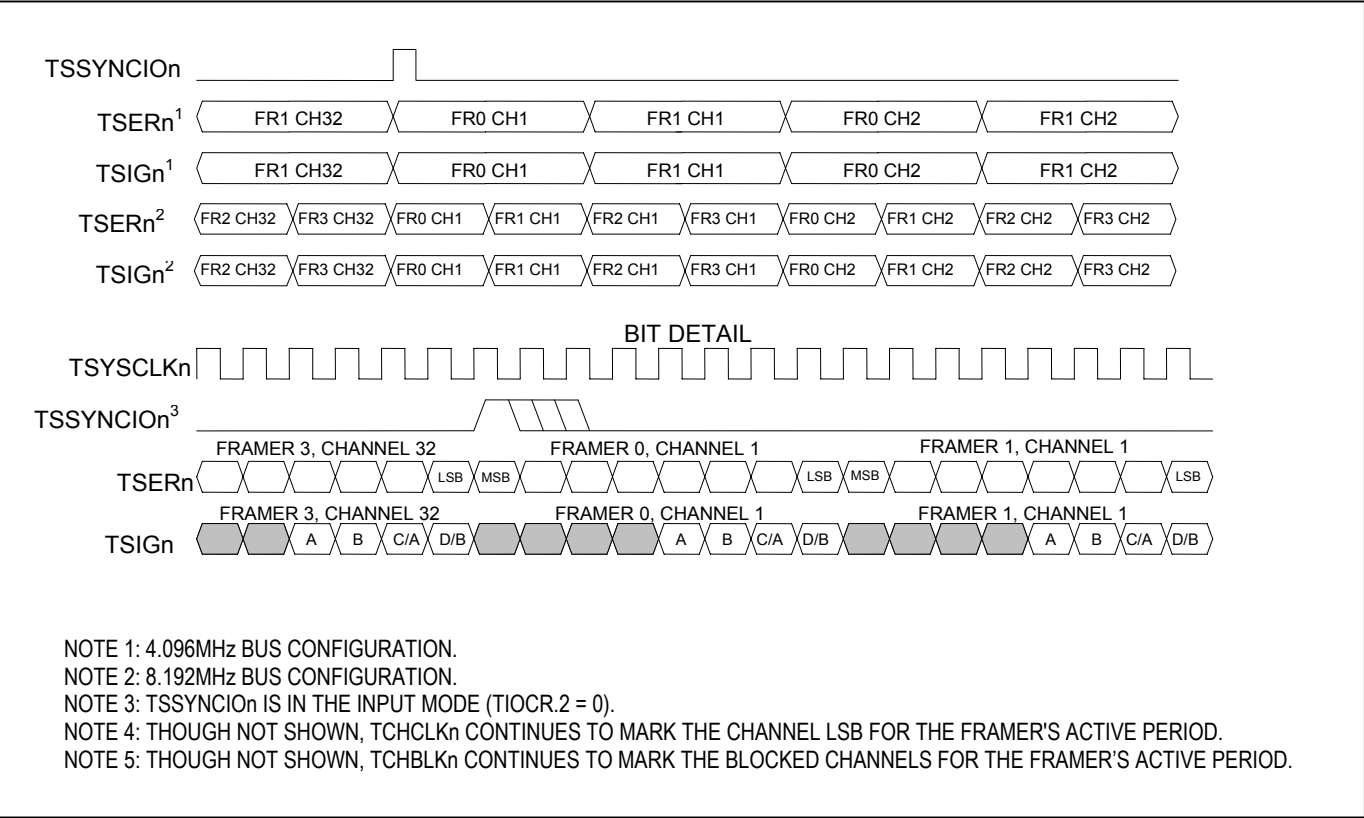 TSSYNCIOn
TSERn1 FR1 CH32 FR0 CH1 FR1 CH1 FR0 CH2 FR1 CH2
TSIGn1 FR1 CH32 FR0 CH1 FR1 CH1 FR0 CH2 FR1 CH2
TSERn2 FR2 CH32 FR3 CH32 FR0 CH1 FR1 CH1 FR2 CH1 FR3 CH1 FR0 CH2 FR1 CH2 FR2 CH2 FR3 CH2
TSIGn2 FR2 CH32 FR3 CH32 FR0 CH1 FR1 CH1 FR2 CH1 FR3 CH1 FR0 CH2 FR1 CH2 FR2 CH2 FR3 CH2
BIT DETAIL
TSYSCLKn
TSSYNCIOn3
FRAMER 3, CHANNEL 32 FRAMER 0, CHANNEL 1 FRAMER 1, CHANNEL 1
TSERn LSB MSB LSB MSB LSB
FRAMER 3, CHANNEL 32 FRAMER 0, CHANNEL 1 FRAMER 1, CHANNEL 1
TSIGn A B C/A D/B A B C/A D/B A B C/A D/B
NOTE 1: 4.096MHz BUS CONFIGURATION.
NOTE 2: 8.192MHz BUS CONFIGURATION.
NOTE 3: TSSYNCIOn IS IN THE INPUT MODE (TIOCR.2 = 0).
NOTE 4: THOUGH NOT SHOWN, TCHCLKn CONTINUES TO MARK THE CHANNEL LSB FOR THE FRAMER'S ACTIVE PERIOD.
NOTE 5: THOUGH NOT SHOWN, TCHBLKn CONTINUES TO MARK THE BLOCKED CHANNELS FOR THE FRAMER’S ACTIVE PERIOD.